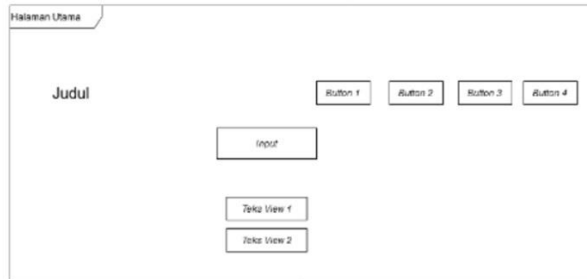 Halaman Utama
Judul
Button 1 Button 2 Button 3 Button 4
Input
Teks View 1
Teks View 2